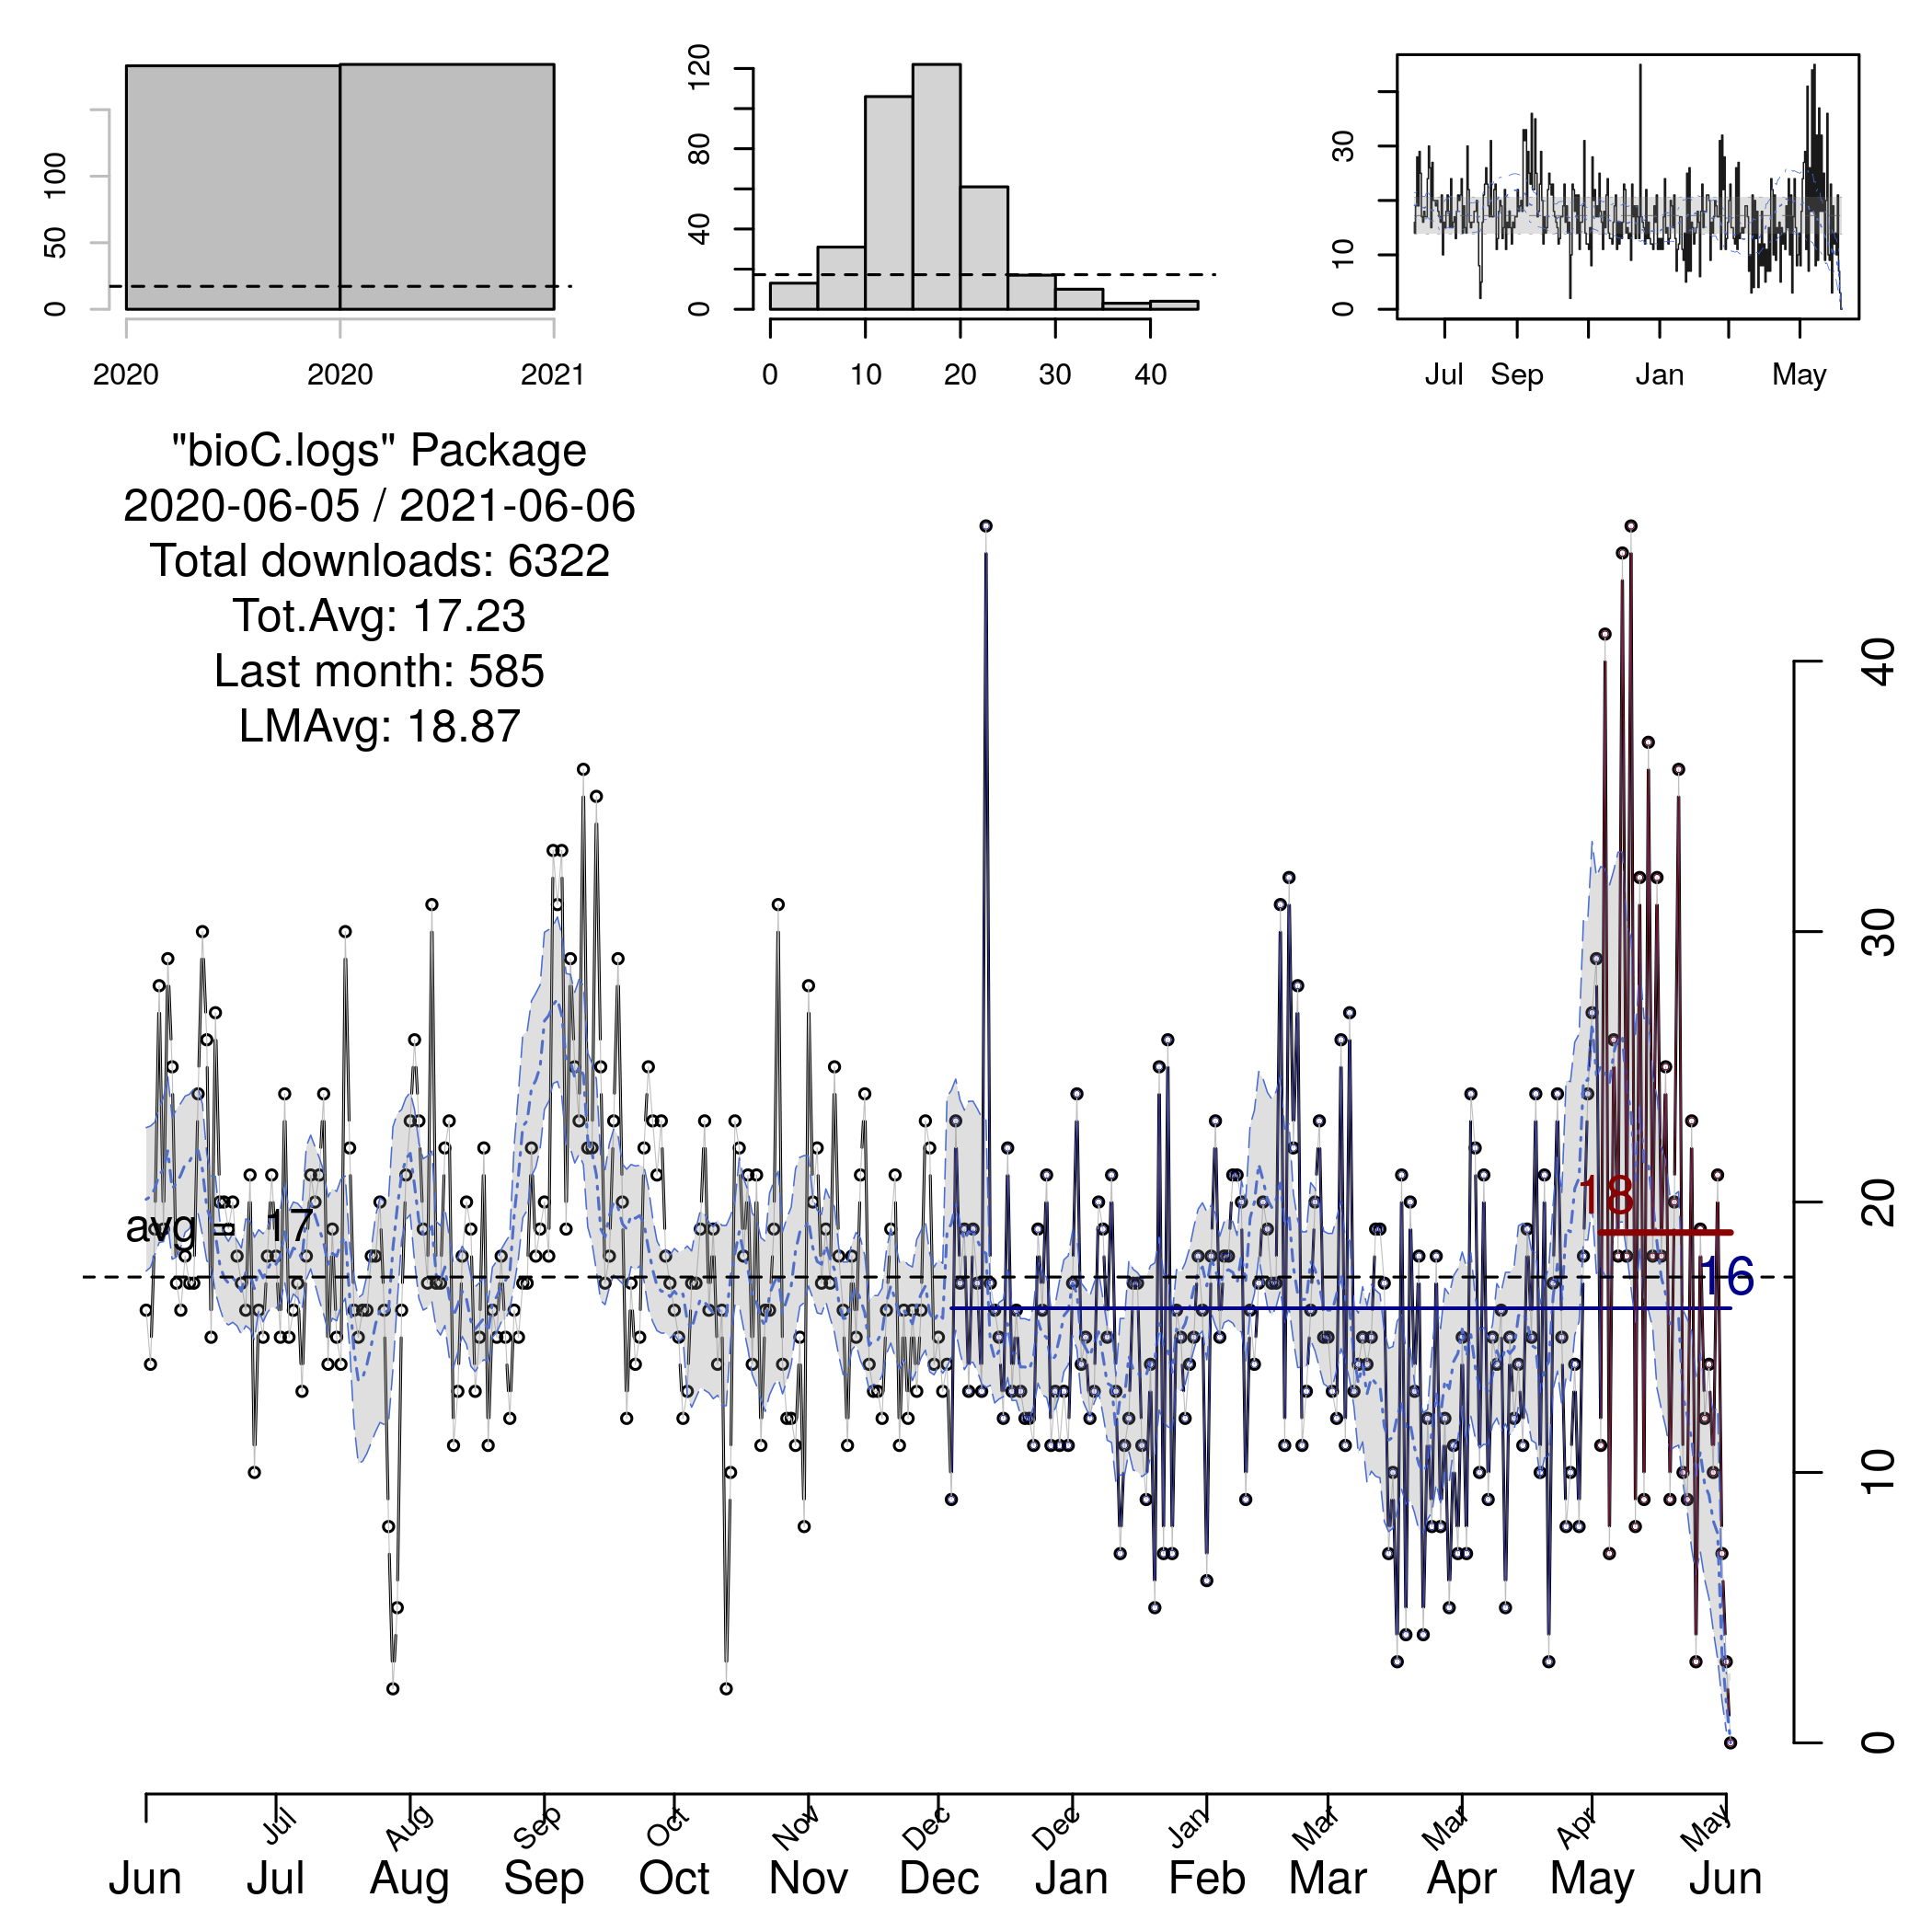 0 50 100
2020 2020 2021
0 40 80 120
0 10 20 30 40
0 10 30
Jul Sep Jan May
"bioC.logs" Package
2020-06-05 / 2021-06-06
Total downloads: 6322
Tot.Avg: 17.23
Last month: 585
LMAvg: 18.87
avg = 17
18
16
0 10 20 30 40
Jul Aug Sep Oct Nov Dec Dec Jan Mar Mar Apr May
Jun Jul Aug Sep Oct Nov Dec Jan Feb Mar Apr May Jun